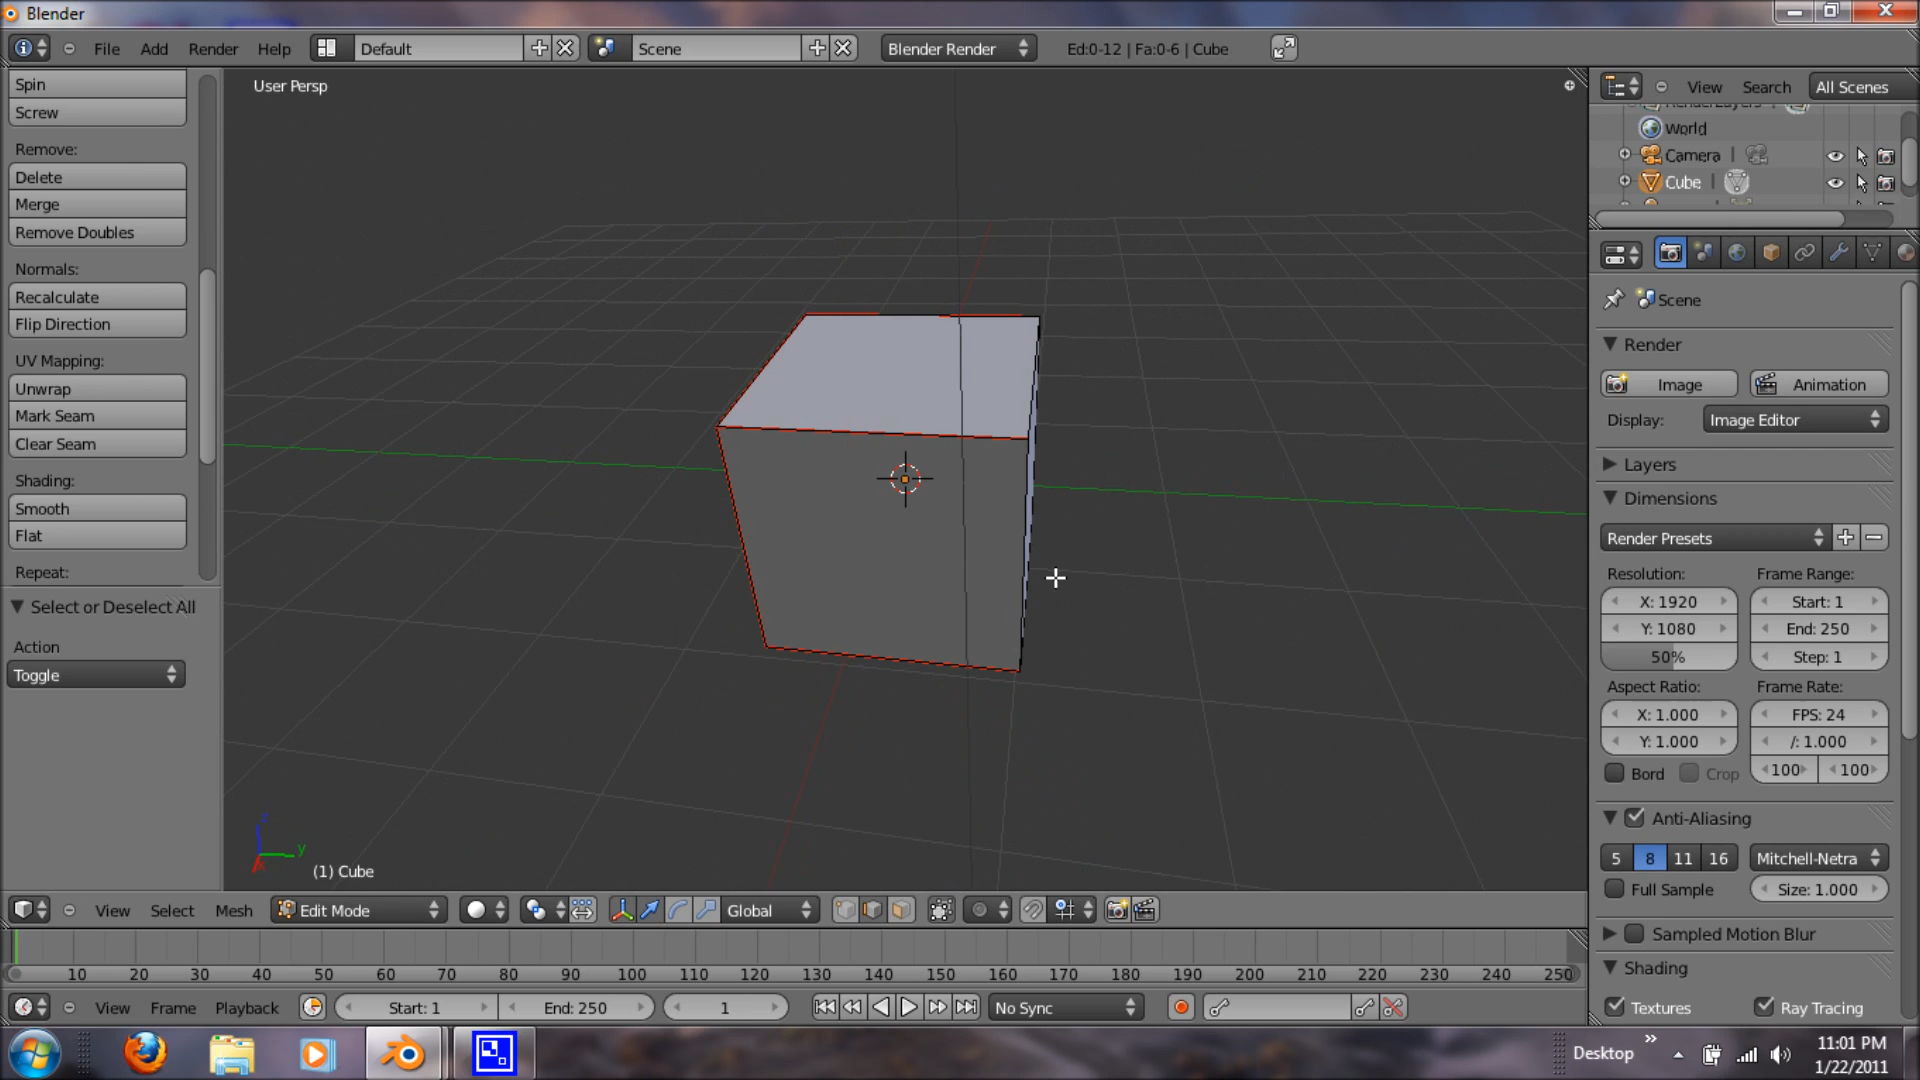 Blender
File Add Render Help Default Scene Blender Render Ed:0-12 | Fa:0-6 | Cube
Spin
Screw
Remove:
Delete
Merge
Remove Doubles
Normals:
Recalculate
Flip Direction
UV Mapping:
Unwrap
Mark Seam
Clear Seam
Shading:
Smooth
Flat
Repeat:
Select or Deselect All
Action
Toggle
User Persp
z
y
(1) Cube
View Select Mesh Edit Mode Global
10 20 30 40 50 60 70 80 90 100 110 120 130 140 150 160 170 180 190 200 210 220 230 240 250
View Frame Playback Start: 1 End: 250 1 No Sync
View Search All Scenes
RenderLayers
World
Camera
Cube
Scene
Render
Image Animation
Display: Image Editor
Layers
Dimensions
Render Presets
Resolution: Frame Range:
X: 1920 Start: 1
Y: 1080 End: 250
50% Step: 1
Aspect Ratio: Frame Rate:
X: 1.000 FPS: 24
Y: 1.000 /: 1.000
Bord Crop 100 100
Anti-Aliasing
5 8 11 16 Mitchell-Netra
Full Sample Size: 1.000
Sampled Motion Blur
Shading
Textures Ray Tracing
Desktop » 11:01 PM
1/22/2011